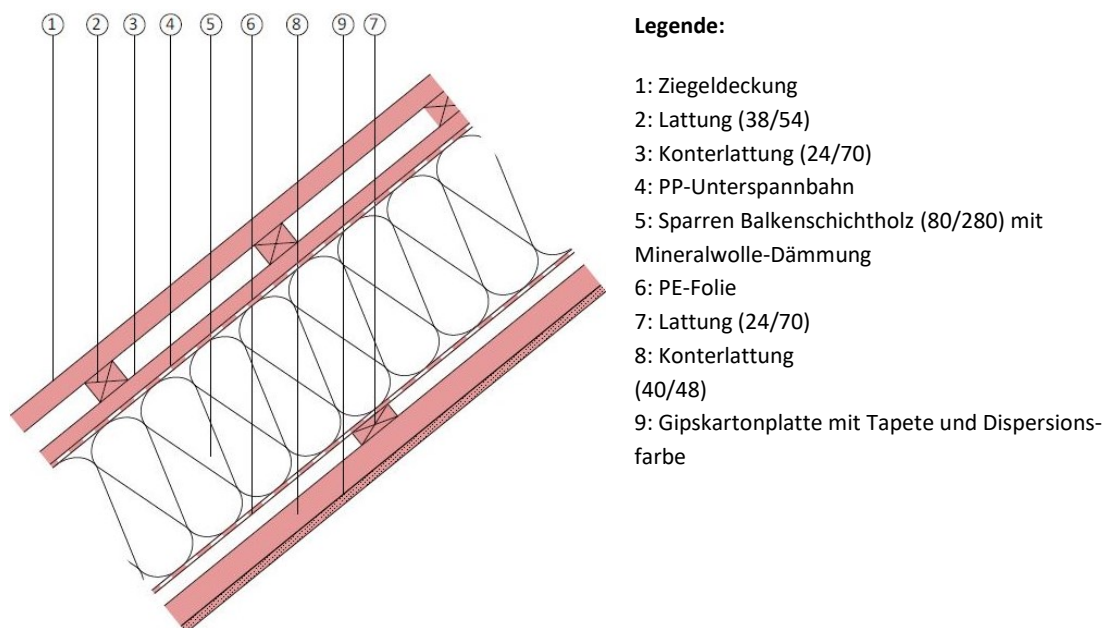 1 2 3 4 5 6 8 9 7
Legende:
1: Ziegeldeckung
2: Lattung (38/54)
3: Konterlattung (24/70)
4: PP-Unterspannbahn
5: Sparren Balkenschichtholz (80/280) mit
Mineralwolle-Dämmung
6: PE-Folie
7: Lattung (24/70)
8: Konterlattung
(40/48)
9: Gipskartonplatte mit Tapete und Dispersions-
farbe